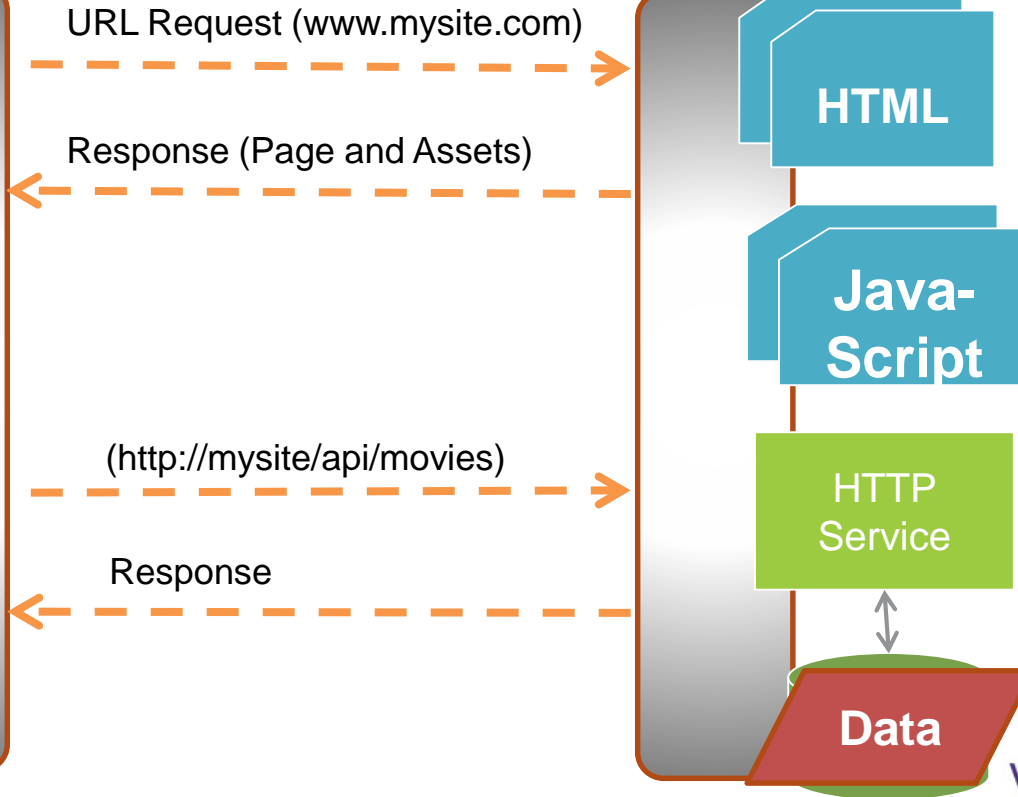 URL Request (www.mysite.com)
HTML
Response (Page and Assets)
Java-
Script
(http://mysite/api/movies)
HTTP
Service
Response
Data